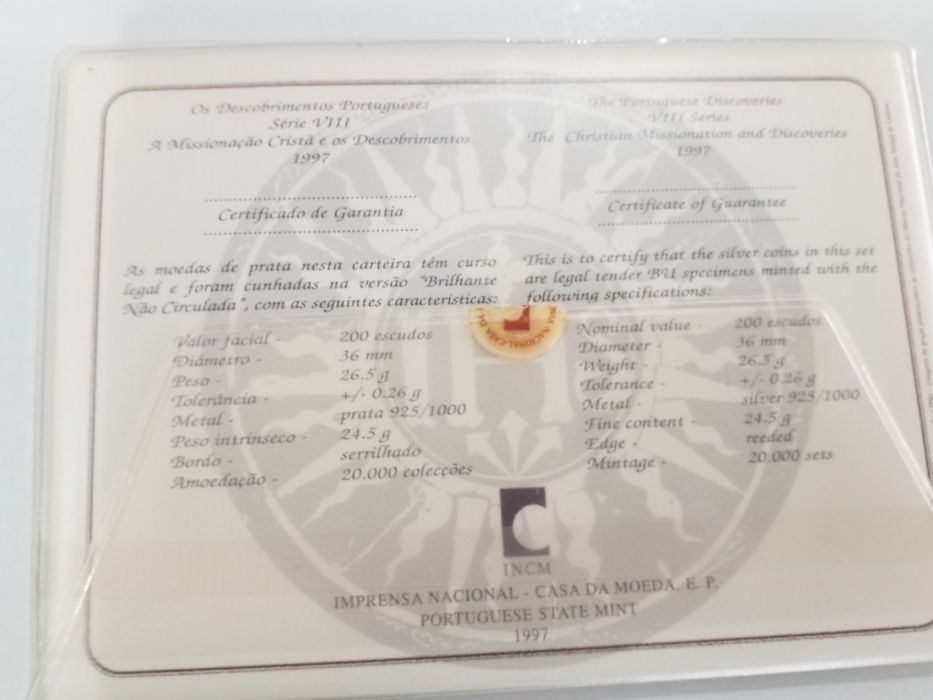 Os Descobrimentos Portugueses
Série VIII
A Missionação Cristã e os Descobrimentos
1997
Certificado de Garantia
As moedas de prata nesta carteira têm curso
legal e foram cunhadas na versão "Brilhante
Não Circulada", com as seguintes características:
Valor facial - 200 escudos
Diâmetro - 36 mm
Peso - 26.5 g
Tolerância - +/- 0.26 g
Metal - prata 925/1000
Peso intrínseco - 24.5 g
Bordo - serrilhado
Amoedação - 20.000 colecções
The Portuguese Discoveries
VIII Series
The Christian Missionation and Discoveries
1997
Certificate of Guarantee
This is to certify that the silver coins in this set
are legal tender BU specimens minted with the
following specifications:
Nominal value - 200 escudos
Diameter - 36 mm
Weight - 26.5 g
Tolerance - +/- 0.26 g
Metal - silver 925/1000
Fine content - 24.5 g
Edge - reeded
Mintage - 20.000 sets
NACIONAL-CASA DA
INCM
IMPRENSA NACIONAL - CASA DA MOEDA, E. P.
PORTUGUESE STATE MINT
1997